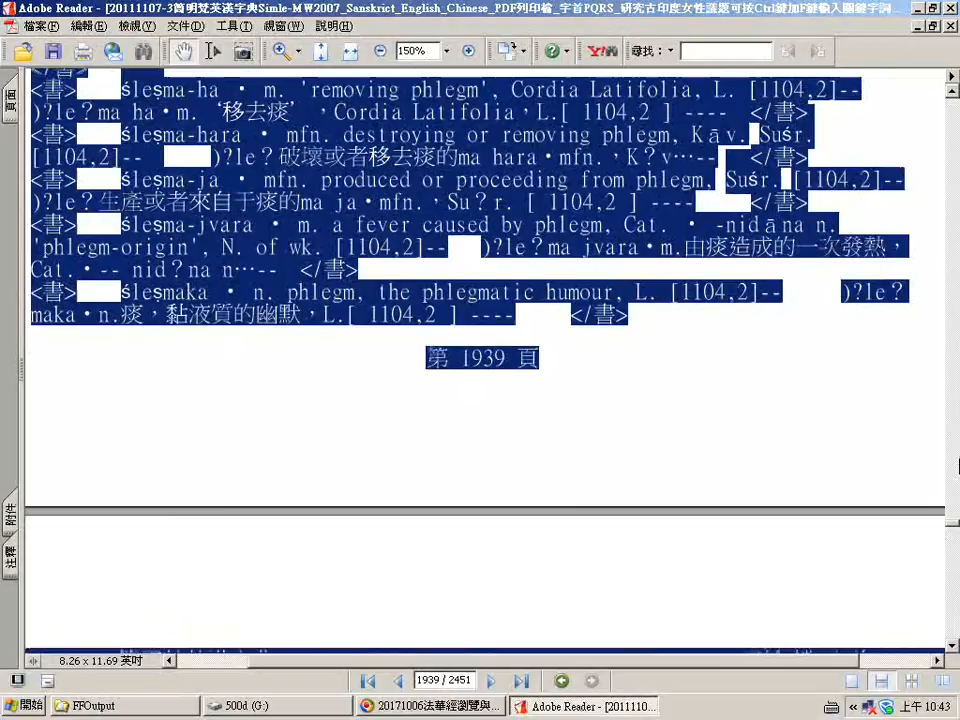 Adobe Reader - [20111107-3簡明梵英漢字典Simle-MW2007_Sanskrict_English_Chinese_PDF列印檔_字首PQRS_研究古印度女性議題可按Ctrl鍵加F鍵輸入關鍵字詞...
檔案(F) 編輯(E) 檢視(V) 文件(D) 工具(T) 視窗(W) 說明(H)
150% 尋找：
頁面
<書> śleṣma-ha • m. 'removing phlegm', Cordia Latifolia, L. [1104,2]--
)?le？ma ha•m.‘移去痰’，Cordia Latifolia，L.[ 1104,2 ] ---- </書>
<書> śleṣma-hara • mfn. destroying or removing phlegm, Kāv. Suśr.
[1104,2]-- )?le？破壞或者移去痰的ma hara•mfn.，K？v…-- </書>
<書> śleṣma-ja • mfn. produced or proceeding from phlegm, Suśr. [1104,2]--
)?le？生產或者來自于痰的ma ja•mfn.，Su？r. [ 1104,2 ] ---- </書>
<書> śleṣma-jvara • m. a fever caused by phlegm, Cat. • -nidāna n.
'phlegm-origin', N. of wk. [1104,2]-- )?le？ma jvara•m.由痰造成的一次發熱，
Cat.•-- nid？na n…-- </書>
<書> śleṣmaka • n. phlegm, the phlegmatic humour, L. [1104,2]-- )?le？
maka•n.痰，黏液質的幽默，L.[ 1104,2 ] ---- </書>
第 1939 頁
附件
注釋
8.26 x 11.69 英吋
1939 / 2451
開始 FFOutput 500d (G:) 20171006法華經瀏覽與... Adobe Reader - [2011110... 上午 10:43